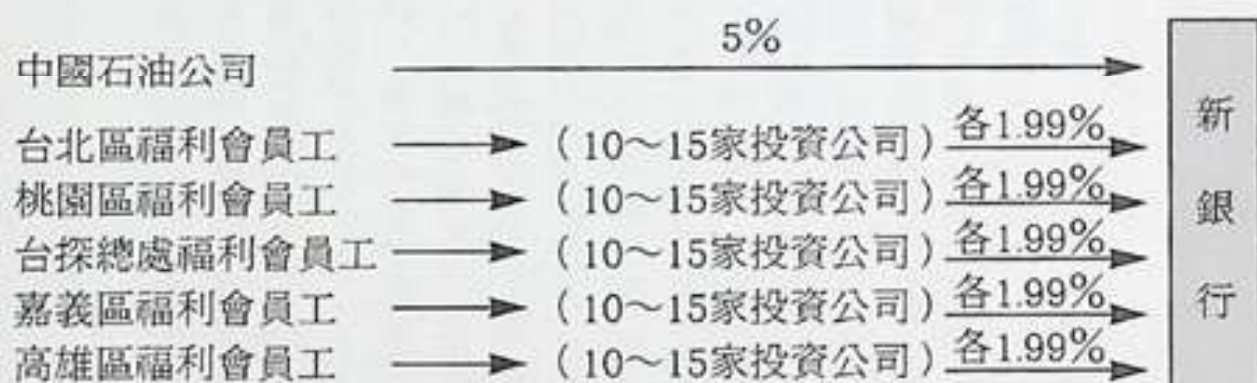 中國石油公司 5%
台北區福利會員工 (10～15家投資公司) 各1.99%
桃園區福利會員工 (10～15家投資公司) 各1.99%
台探總處福利會員工 (10～15家投資公司) 各1.99%
嘉義區福利會員工 (10～15家投資公司) 各1.99%
高雄區福利會員工 (10～15家投資公司) 各1.99%
新銀行